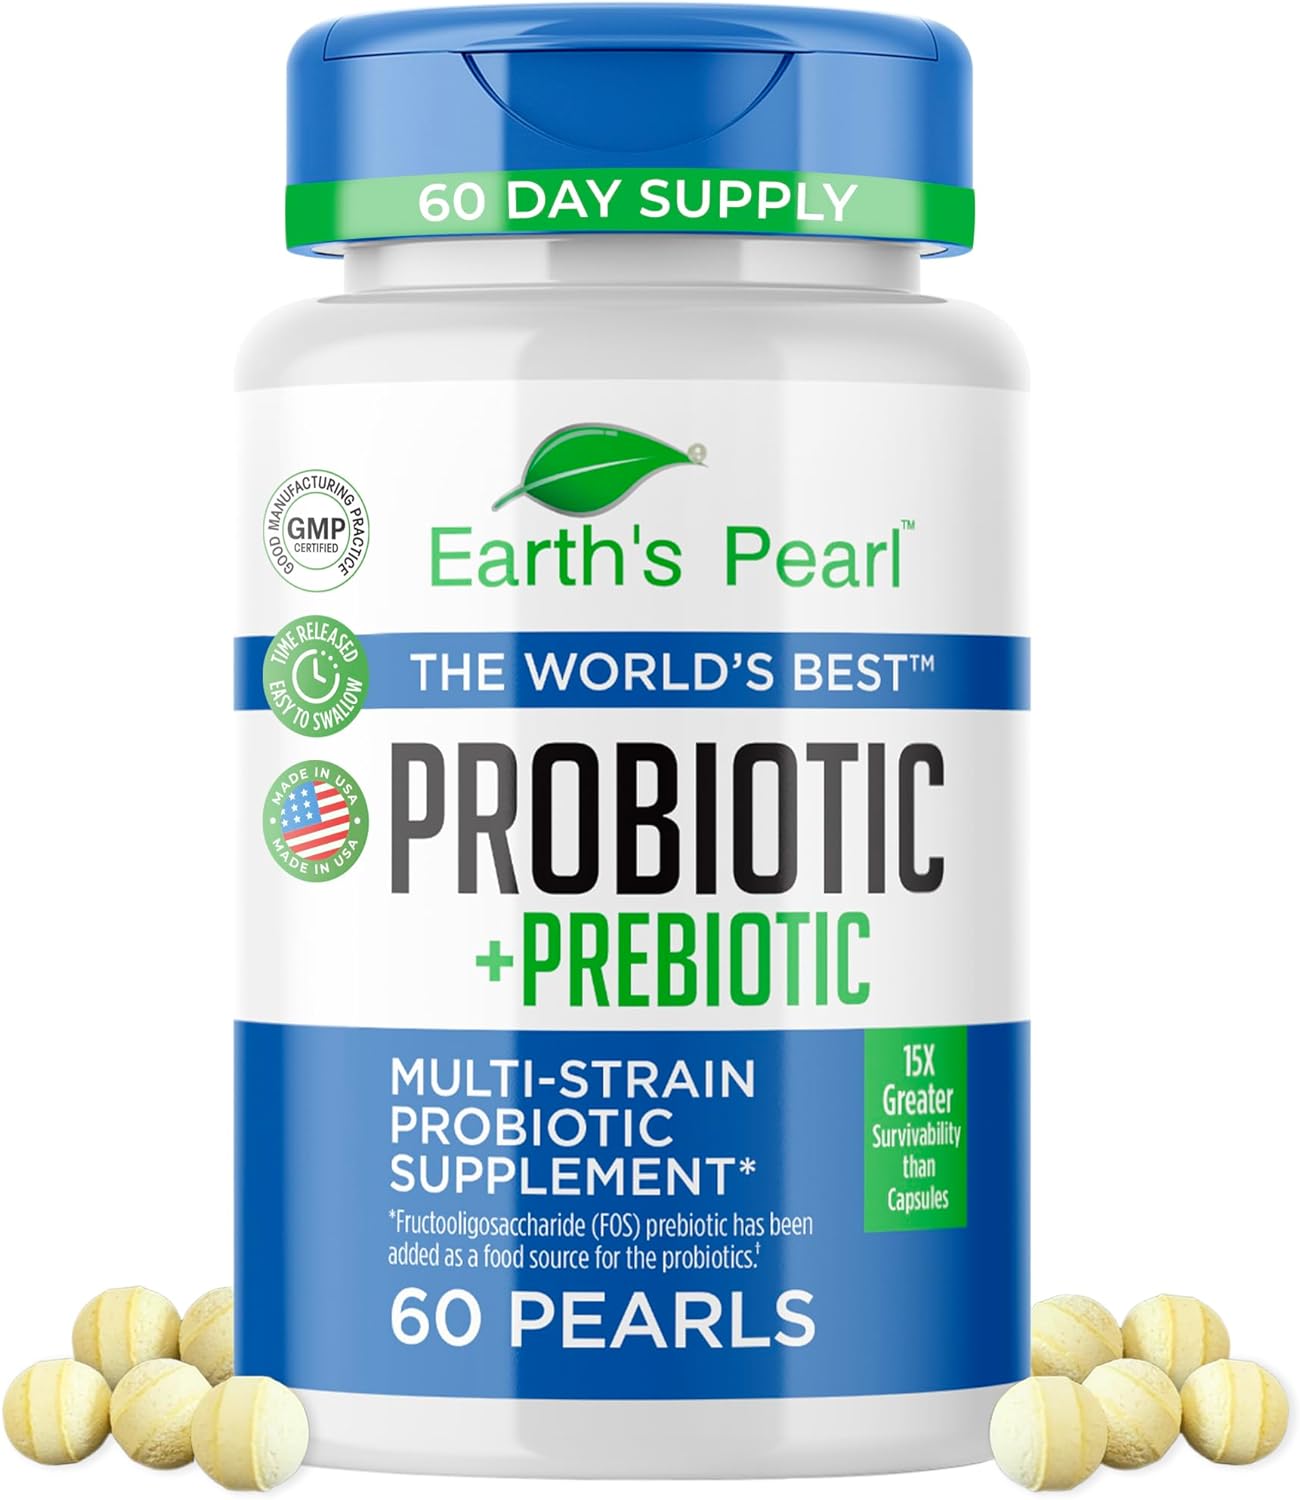 60 DAY SUPPLY
Earth's Pearl™
GOOD MANUFACTURING PRACTICE
GMP
CERTIFIED
TIME RELEASED
EASY TO SWALLOW
MADE IN USA
MADE IN USA
THE WORLD'S BEST™
PROBIOTIC
+PREBIOTIC
MULTI-STRAIN
PROBIOTIC
SUPPLEMENT*
*Fructooligosaccharide (FOS) prebiotic has been
added as a food source for the probiotics.†
60 PEARLS
15X
Greater
Survivability
than
Capsules